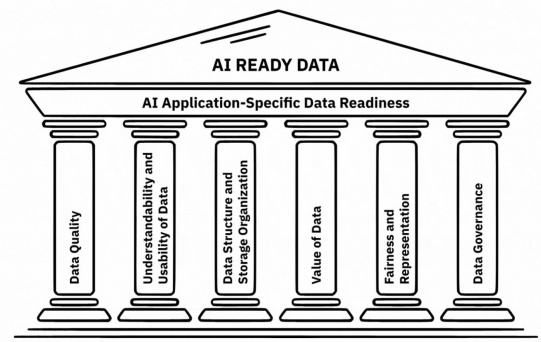 AI READY DATA
AI Application-Specific Data Readiness
Data Quality
Understandability and
Usability of Data
Data Structure and
Storage Organization
Value of Data
Fairness and
Representation
Data Governance